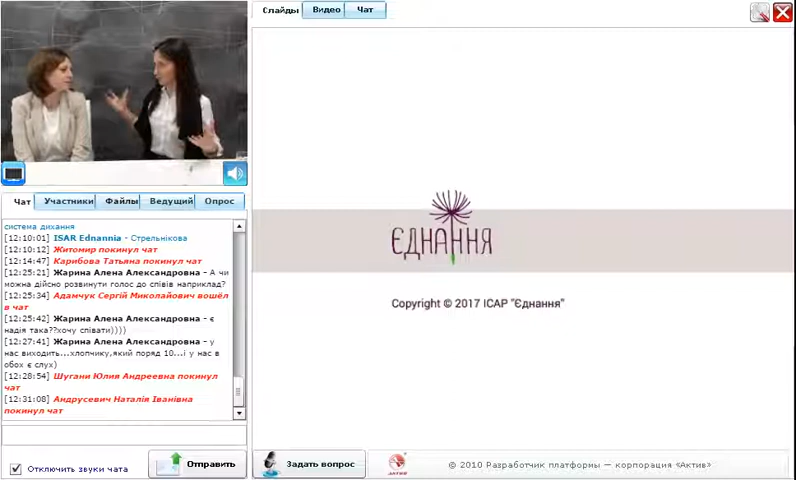 Слайды Видео Чат
Чат Участники Файлы Ведущий Опрос
система дихання
[12:10:01] ISAR Ednannia - Стрельнікова
[12:10:12] Житомир покинул чат
[12:14:47] Карибова Татьяна покинул чат
[12:25:21] Жарина Алена Александровна - А чи
можна дійсно розвинути голос до співів наприклад?
[12:25:34] Адамчук Сергій Миколайович вошёл
в чат
[12:25:42] Жарина Алена Александровна - є
надія така??хочу співати))))
[12:27:41] Жарина Алена Александровна - у
нас виходить...хлопчику,який поряд 10...і у нас в
обох є слух)
[12:28:54] Шугани Юлия Андреевна покинул
чат
[12:31:08] Андрусевич Наталія Іванівна
покинул чат
Отключить звуки чата
Отправить
ЄДНАННЯ
Copyright © 2017 ІСАР "Єднання"
Задать вопрос
АКТИВ
© 2010 Разработчик платформы — корпорация «Актив»